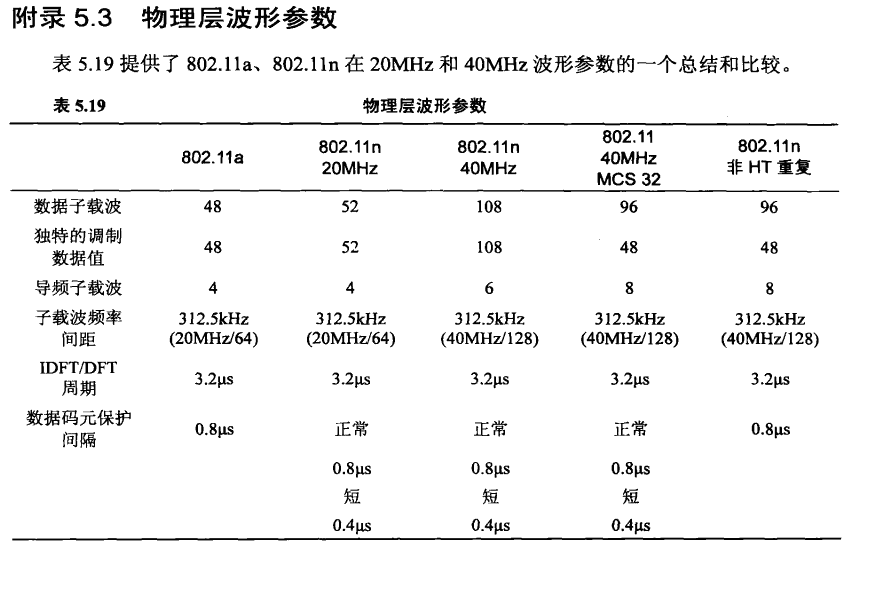 附录 5.3 物理层波形参数
表 5.19 提供了 802.11a、802.11n 在 20MHz 和 40MHz 波形参数的一个总结和比较。
表 5.19 物理层波形参数
802.11a 802.11n 20MHz 802.11n 40MHz 802.11 40MHz MCS 32 802.11n 非 HT 重复
数据子载波 48 52 108 96 96
独特的调制数据值 48 52 108 48 48
导频子载波 4 4 6 8 8
子载波频率间距 312.5kHz (20MHz/64) 312.5kHz (20MHz/64) 312.5kHz (40MHz/128) 312.5kHz (40MHz/128) 312.5kHz (40MHz/128)
IDFT/DFT 周期 3.2μs 3.2μs 3.2μs 3.2μs 3.2μs
数据码元保护间隔 0.8μs 正常 正常 正常 0.8μs
0.8μs 0.8μs 0.8μs
短 短 短
0.4μs 0.4μs 0.4μs